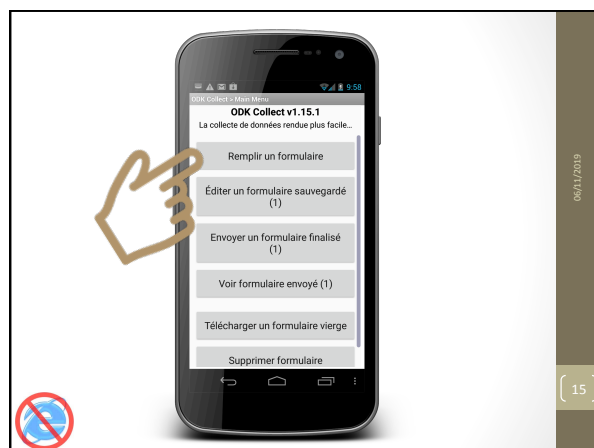 9:58
ODK Collect > Main Menu
ODK Collect v1.15.1
La collecte de données rendue plus facile...
Remplir un formulaire
Éditer un formulaire sauvegardé
(1)
Envoyer un formulaire finalisé
(1)
Voir formulaire envoyé (1)
Télécharger un formulaire vierge
Supprimer formulaire
06/11/2019
15